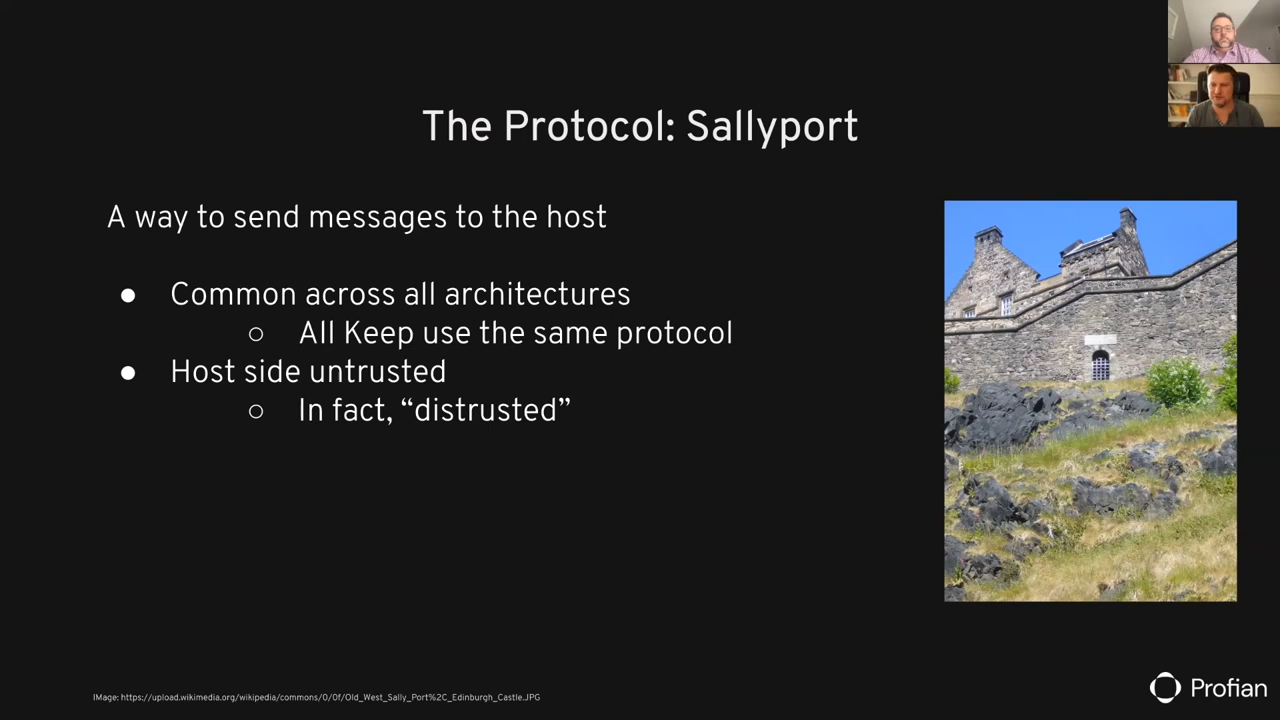 The Protocol: Sallyport
A way to send messages to the host
● Common across all architectures
○ All Keep use the same protocol
● Host side untrusted
○ In fact, “distrusted”
IMage: https://upload.wikimedia.org/wikipedia/commons/0/0f/Old_West_Sally_Port%2C_Edinburgh_Castle.JPG
Profian